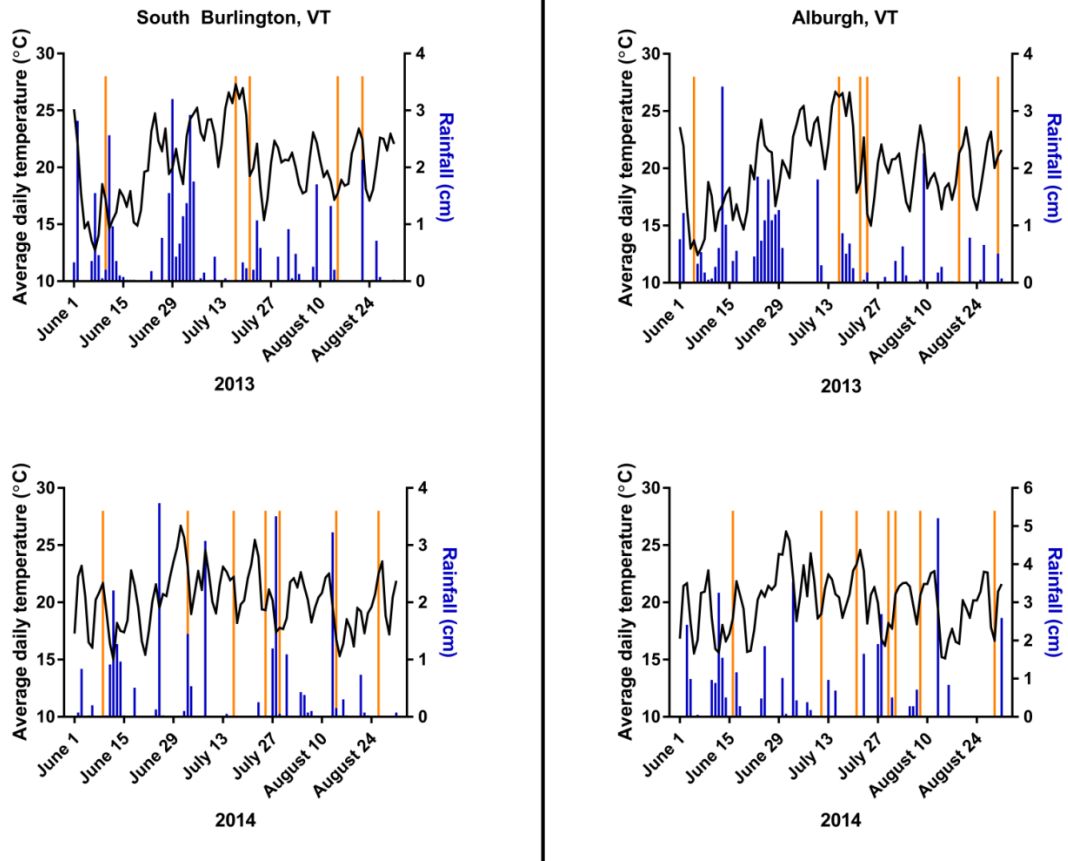 South Burlington, VT
Average daily temperature (°C)
30
25
20
15
10
4
3
2
1
0
Rainfall (cm)
June 1
June 15
June 29
July 13
July 27
August 10
August 24
2013
Alburgh, VT
Average daily temperature (°C)
30
25
20
15
10
4
3
2
1
0
Rainfall (cm)
June 1
June 15
June 29
July 13
July 27
August 10
August 24
2013
Average daily temperature (°C)
30
25
20
15
10
4
3
2
1
0
Rainfall (cm)
June 1
June 15
June 29
July 13
July 27
August 10
August 24
2014
Average daily temperature (°C)
30
25
20
15
10
6
5
4
3
2
1
0
Rainfall (cm)
June 1
June 15
June 29
July 13
July 27
August 10
August 24
2014